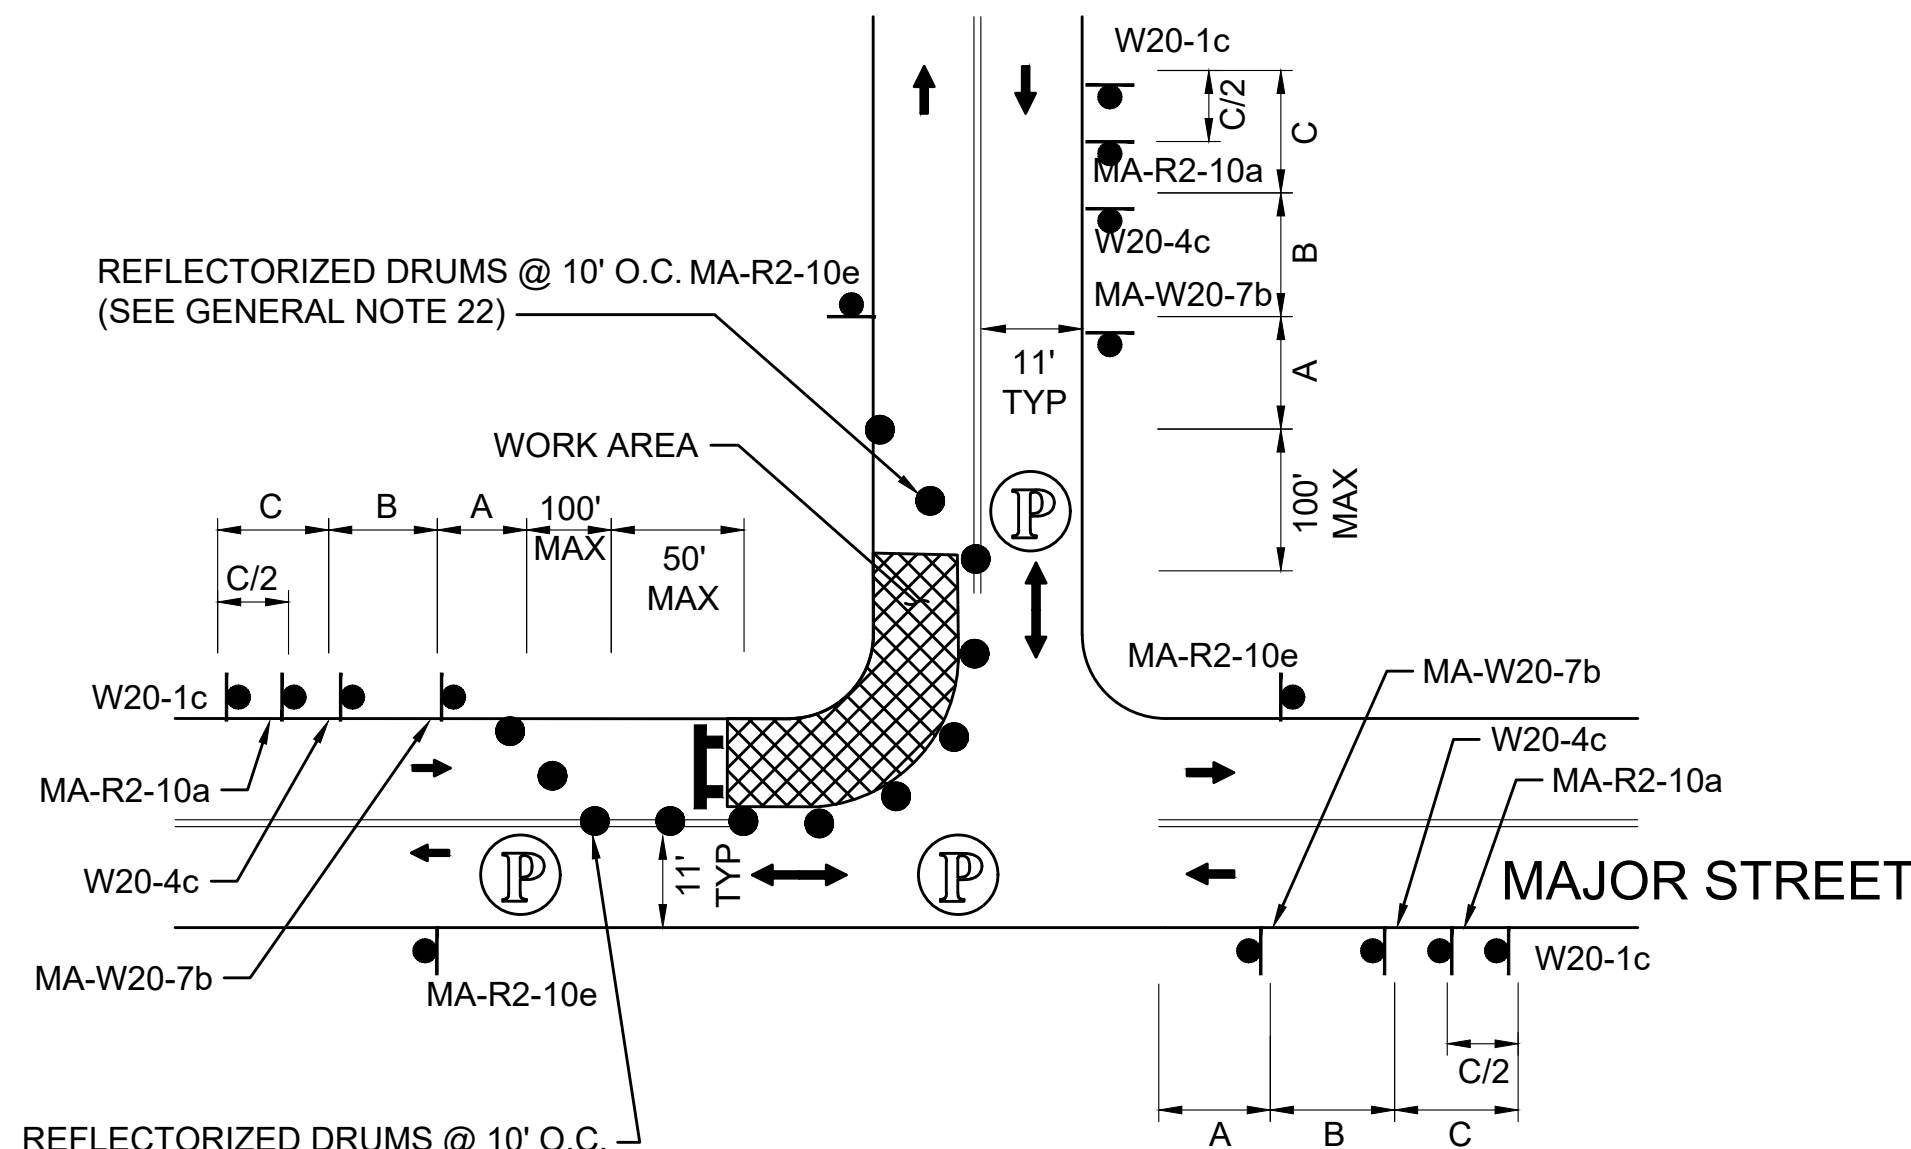 W20-1c
C/2
C
MA-R2-10a
W20-4c
B
MA-W20-7b
REFLECTORIZED DRUMS @ 10' O.C.
(SEE GENERAL NOTE 22)
MA-R2-10e
11'
TYP
A
WORK AREA
P
100'
MAX
C
B
A
100'
MAX
50'
MAX
C/2
W20-1c
MA-R2-10e
MA-W20-7b
W20-4c
MA-R2-10a
MA-R2-10a
W20-4c
MA-W20-7b
P
11'
TYP
P
MAJOR STREET
MA-R2-10e
W20-1c
C/2
A
B
C
REFLECTORIZED DRUMS @ 10' O.C.